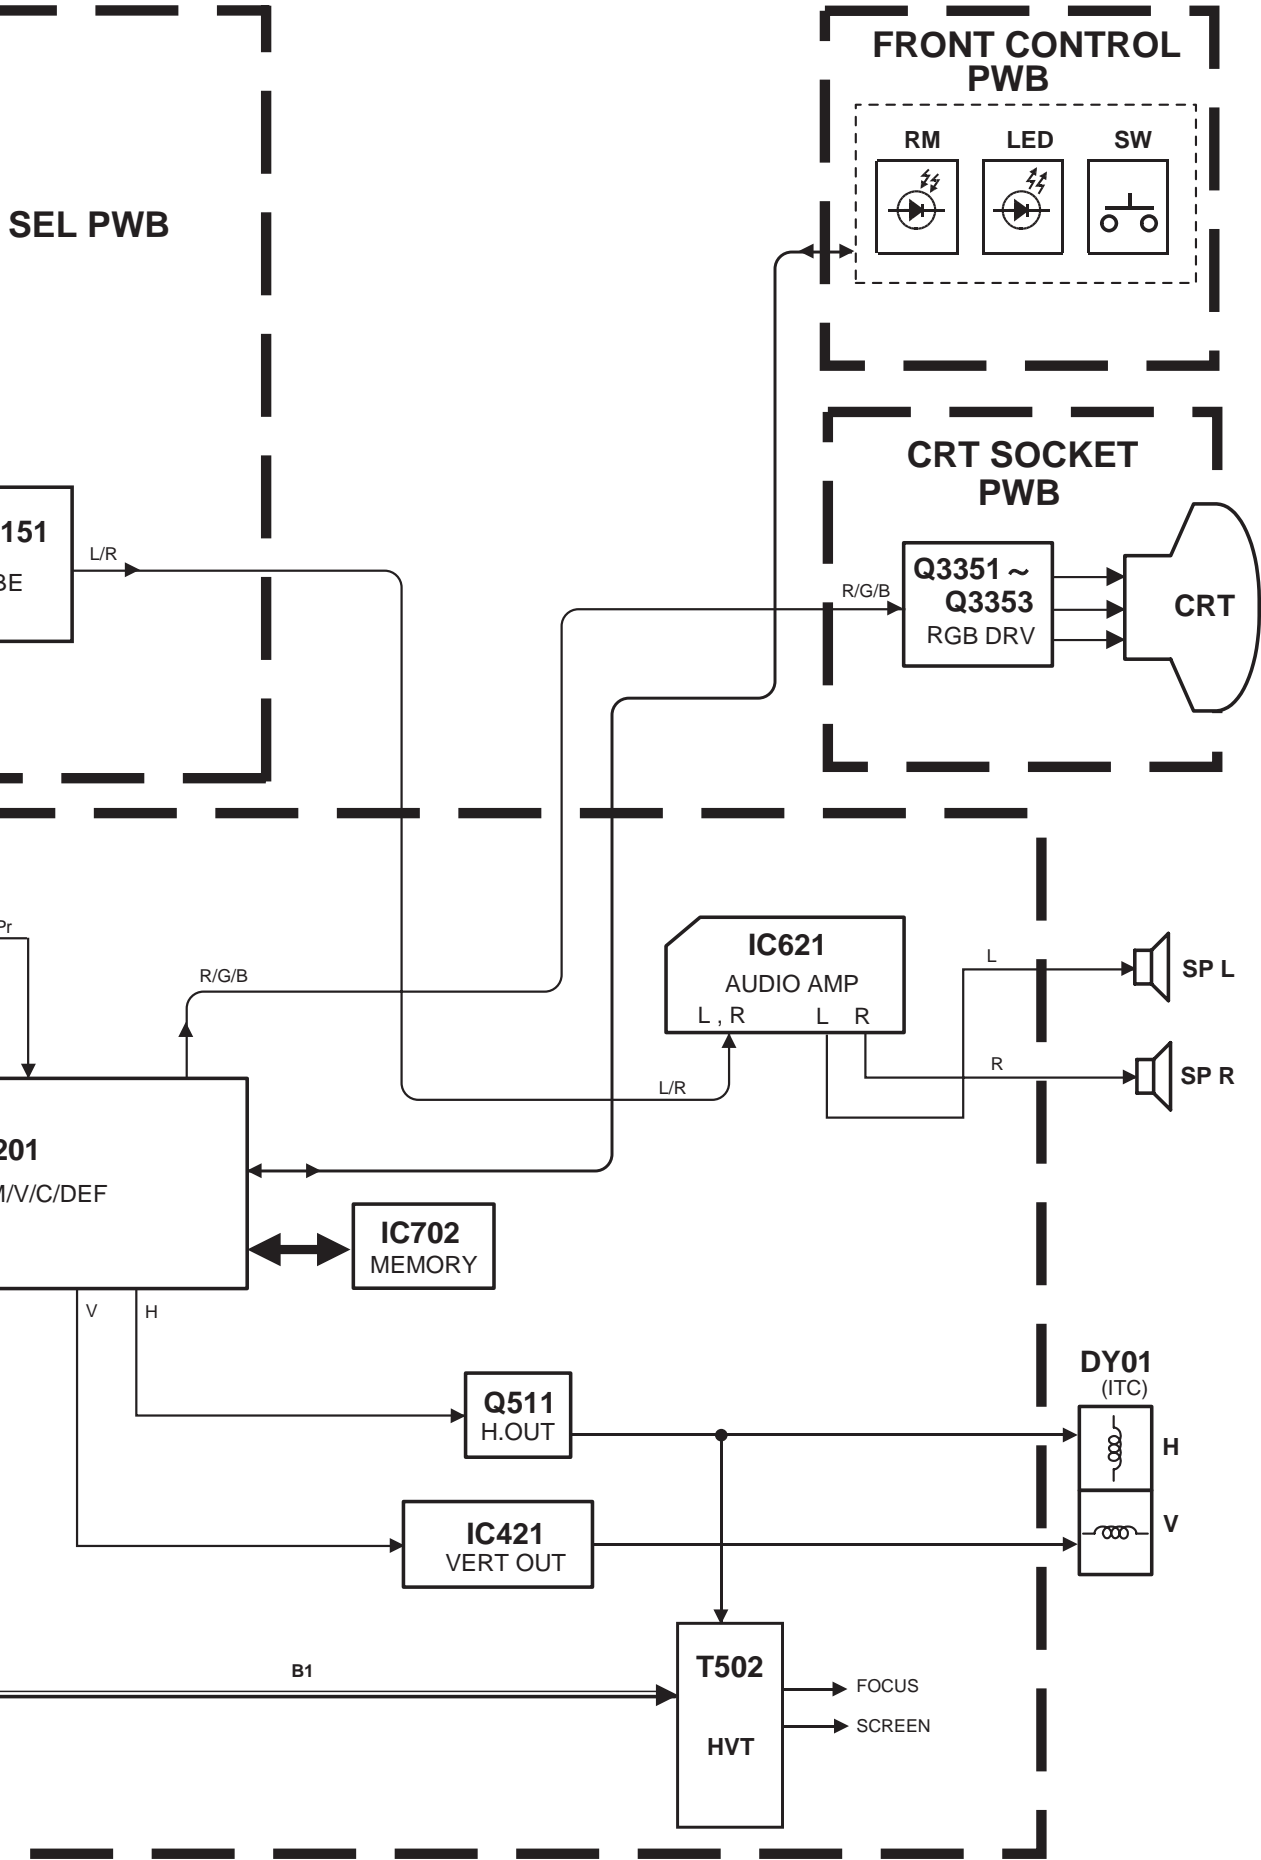 FRONT CONTROL
PWB
RM LED SW
SEL PWB
CRT SOCKET
PWB
151
BE
L/R
R/G/B
Q3351 ~
Q3353
RGB DRV
CRT
Pr
R/G/B
IC621
AUDIO AMP
L , R L R
L
SP L
R
SP R
L/R
201
M/V/C/DEF
IC702
MEMORY
V H
DY01
(ITC)
Q511
H.OUT
H
IC421
VERT OUT
V
B1
T502
HVT
FOCUS
SCREEN